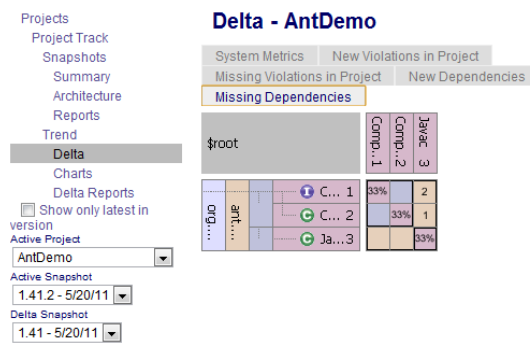 Projects
Project Track
Snapshots
Summary
Architecture
Reports
Trend
Delta
Charts
Delta Reports
Show only latest in
version
Active Project
AntDemo
Active Snapshot
1.41.2 - 5/20/11
Delta Snapshot
1.41 - 5/20/11
Delta - AntDemo
System Metrics New Violations in Project
Missing Violations in Project New Dependencies
Missing Dependencies
$root
Comp..1
Comp..2
Javac 3
org...
ant...
I C... 1
C C... 2
C Ja...3
33% 2
33% 1
33%